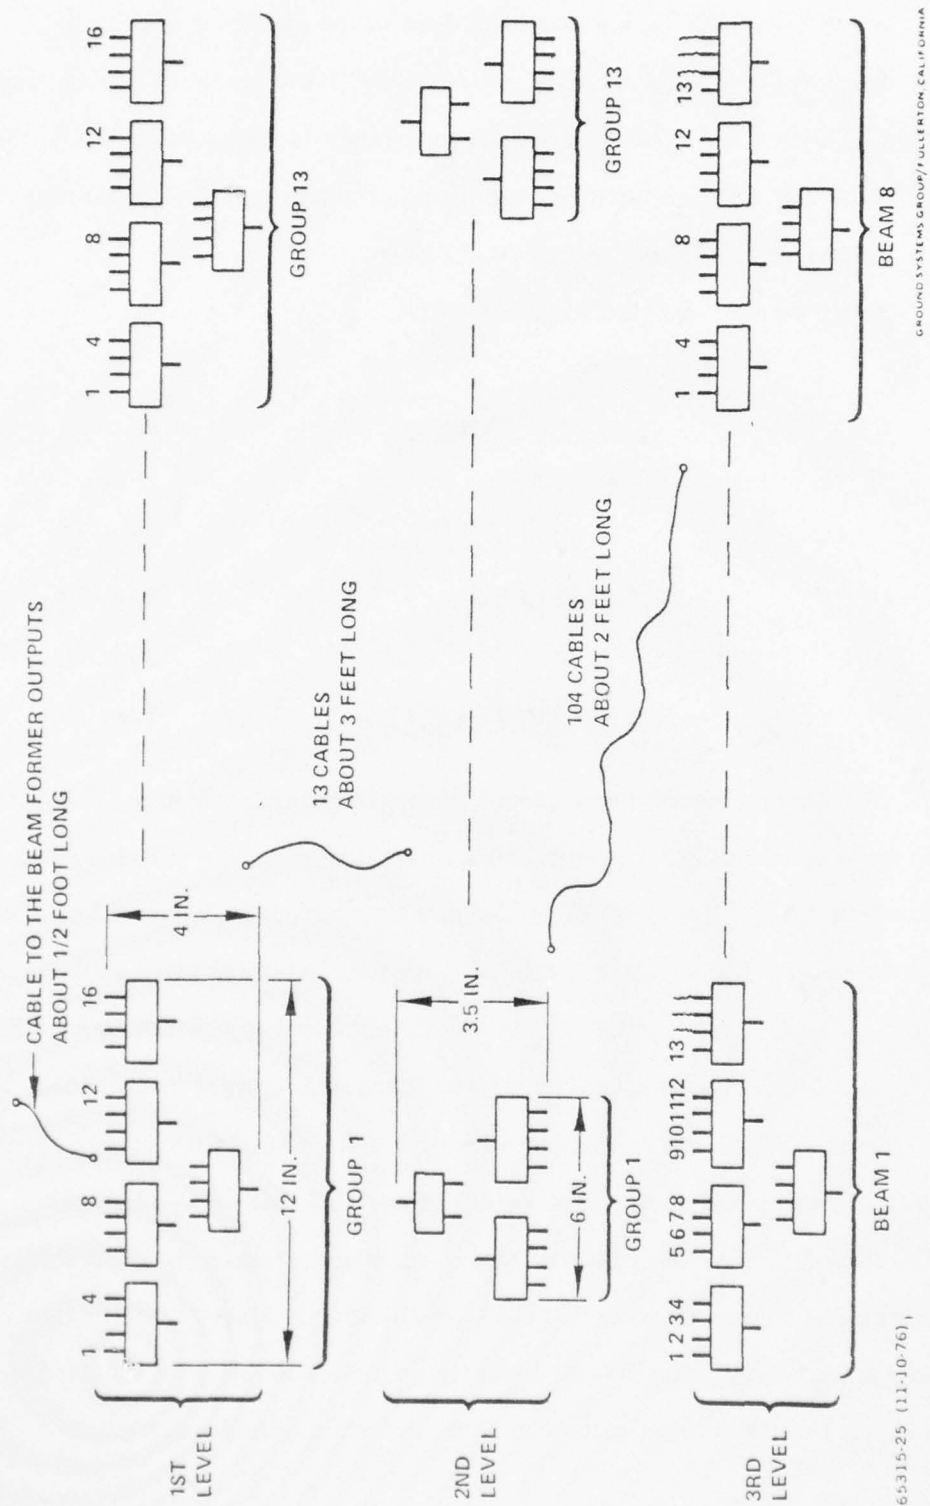 CABLE TO THE BEAM FORMER OUTPUTS
ABOUT 1/2 FOOT LONG
1ST
LEVEL
1 4 8 12 16
4 IN.
12 IN.
GROUP 1
1 4 8 12 16
GROUP 13
13 CABLES
ABOUT 3 FEET LONG
2ND
LEVEL
3.5 IN.
6 IN.
GROUP 1
GROUP 13
104 CABLES
ABOUT 2 FEET LONG
3RD
LEVEL
1 2 3 4 5 6 7 8 9 10 11 12 13
BEAM 1
1 4 8 12 13
BEAM 8
65315-25 (11-10-76)
GROUND SYSTEMS GROUP/FULLERTON, CALIFORNIA